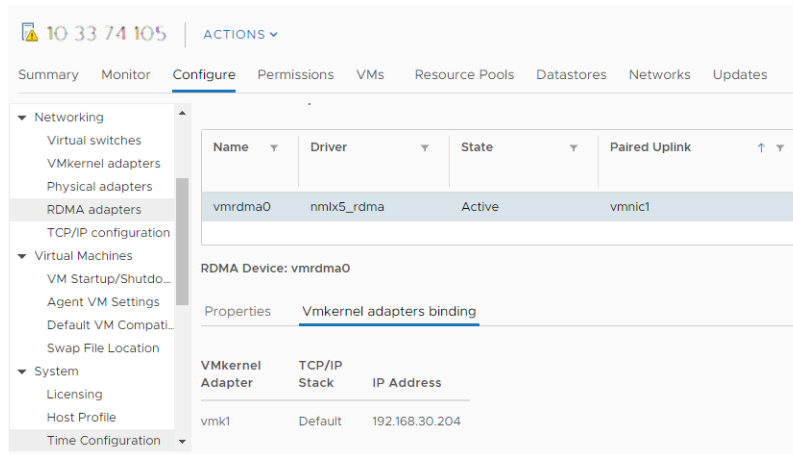 10 33 74 105 ACTIONS
Summary Monitor Configure Permissions VMs Resource Pools Datastores Networks Updates
Networking
Virtual switches
VMkernel adapters
Physical adapters
RDMA adapters
TCP/IP configuration
Virtual Machines
VM Startup/Shutdo...
Agent VM Settings
Default VM Compati...
Swap File Location
System
Licensing
Host Profile
Time Configuration
Name Driver State Paired Uplink
vmrdma0 nmlx5_rdma Active vmnic1
RDMA Device: vmrdma0
Properties Vmkernel adapters binding
VMkernel Adapter TCP/IP Stack IP Address
vmk1 Default 192.168.30.204